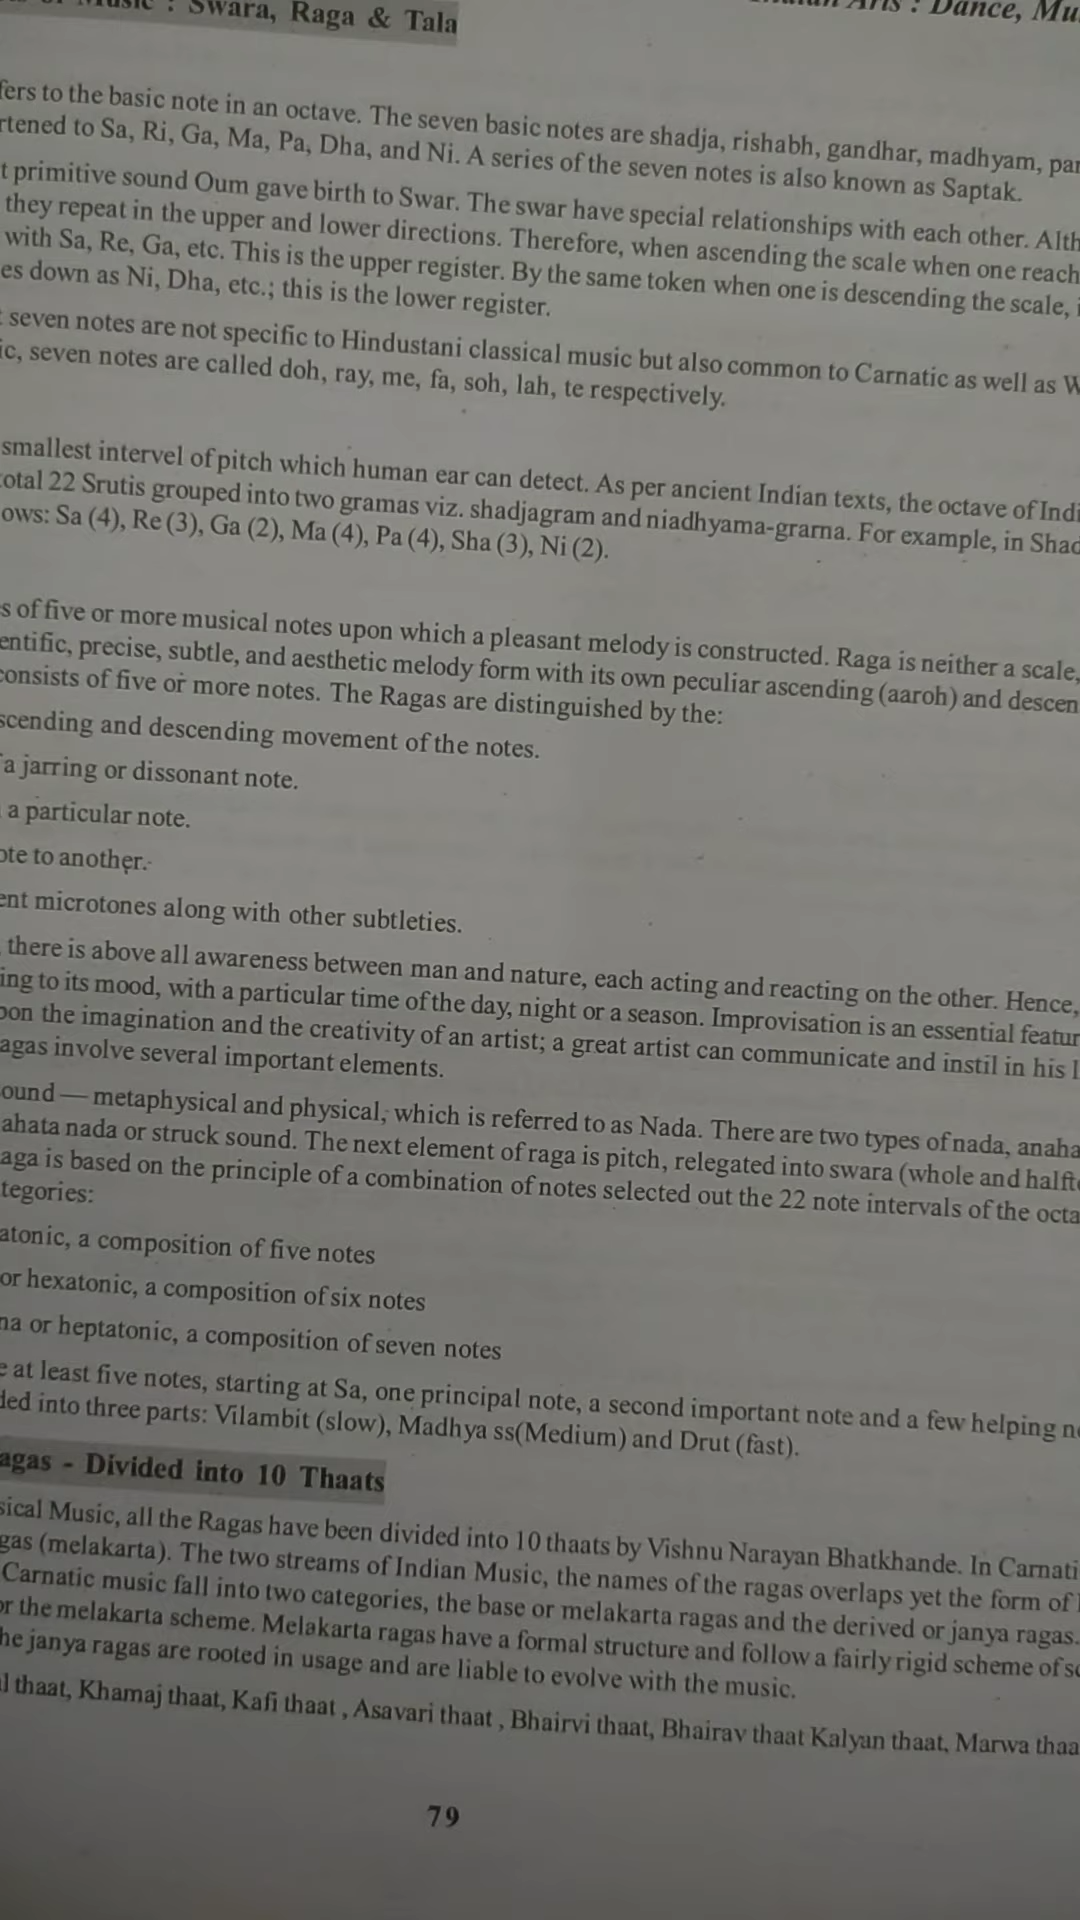 Music : Swara, Raga & Tala
Indian Arts : Dance, Mu
fers to the basic note in an octave. The seven basic notes are shadja, rishabh, gandhar, madhyam, pan
rtened to Sa, Ri, Ga, Ma, Pa, Dha, and Ni. A series of the seven notes is also known as Saptak.
t primitive sound Oum gave birth to Swar. The swar have special relationships with each other. Alth
they repeat in the upper and lower directions. Therefore, when ascending the scale when one reach
with Sa, Re, Ga, etc. This is the upper register. By the same token when one is descending the scale, i
es down as Ni, Dha, etc.; this is the lower register.
seven notes are not specific to Hindustani classical music but also common to Carnatic as well as W
ic, seven notes are called doh, ray, me, fa, soh, lah, te respectively.
smallest intervel of pitch which human ear can detect. As per ancient Indian texts, the octave of Indi
total 22 Srutis grouped into two gramas viz. shadjagram and niadhyama-grarna. For example, in Shad
ows: Sa (4), Re (3), Ga (2), Ma (4), Pa (4), Sha (3), Ni (2).
s of five or more musical notes upon which a pleasant melody is constructed. Raga is neither a scale,
entific, precise, subtle, and aesthetic melody form with its own peculiar ascending (aaroh) and descen
consists of five or more notes. The Ragas are distinguished by the:
scending and descending movement of the notes.
a jarring or dissonant note.
a particular note.
ote to another.
ent microtones along with other subtleties.
there is above all awareness between man and nature, each acting and reacting on the other. Hence,
ing to its mood, with a particular time of the day, night or a season. Improvisation is an essential featur
pon the imagination and the creativity of an artist; a great artist can communicate and instil in his l
agas involve several important elements.
ound — metaphysical and physical, which is referred to as Nada. There are two types of nada, anaha
ahata nada or struck sound. The next element of raga is pitch, relegated into swara (whole and halfto
aga is based on the principle of a combination of notes selected out the 22 note intervals of the octa
tegories:
atonic, a composition of five notes
or hexatonic, a composition of six notes
na or heptatonic, a composition of seven notes
e at least five notes, starting at Sa, one principal note, a second important note and a few helping no
ded into three parts: Vilambit (slow), Madhya ss(Medium) and Drut (fast).
agas - Divided into 10 Thaats
sical Music, all the Ragas have been divided into 10 thaats by Vishnu Narayan Bhatkhande. In Carnati
gas (melakarta). The two streams of Indian Music, the names of the ragas overlaps yet the form of
Carnatic music fall into two categories, the base or melakarta ragas and the derived or janya ragas.
or the melakarta scheme. Melakarta ragas have a formal structure and follow a fairly rigid scheme of sc
he janya ragas are rooted in usage and are liable to evolve with the music.
l thaat, Khamaj thaat, Kafi thaat , Asavari thaat , Bhairvi thaat, Bhairav thaat Kalyan thaat, Marwa thaa
79